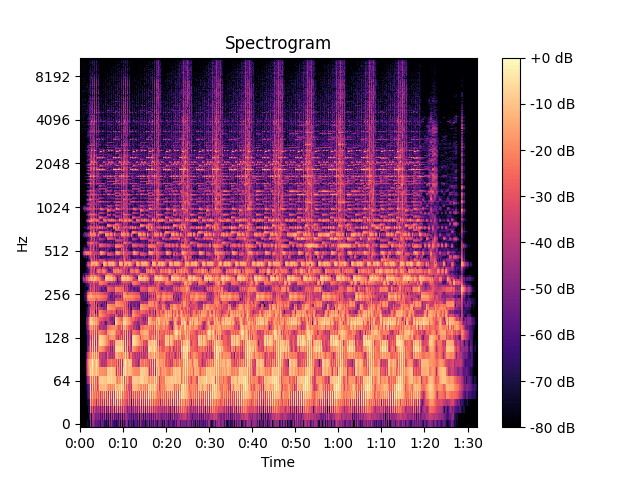 Spectrogram
8192
4096
2048
1024
512
256
128
64
0
Hz
0:00 0:10 0:20 0:30 0:40 0:50 1:00 1:10 1:20 1:30
Time
+0 dB
-10 dB
-20 dB
-30 dB
-40 dB
-50 dB
-60 dB
-70 dB
-80 dB